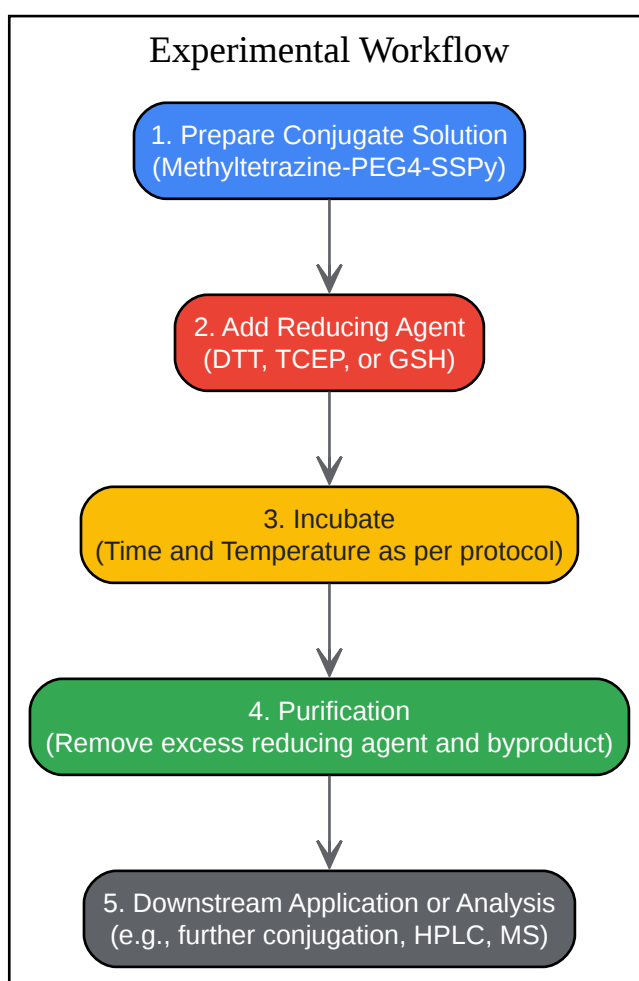 Experimental Workflow
1. Prepare Conjugate Solution
(Methyltetrazine-PEG4-SSPy)
2. Add Reducing Agent
(DTT, TCEP, or GSH)
3. Incubate
(Time and Temperature as per protocol)
4. Purification
(Remove excess reducing agent and byproduct)
5. Downstream Application or Analysis
(e.g., further conjugation, HPLC, MS)